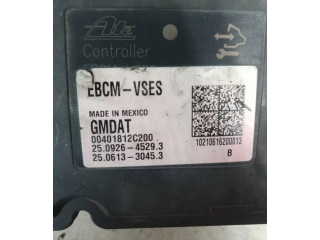 Ate
Controller
EBCM-VSES
MADE IN MEXICO
GMDAT
00401812C200
25.0926-4529.3
25.0613-3045.3
10210616200013
B